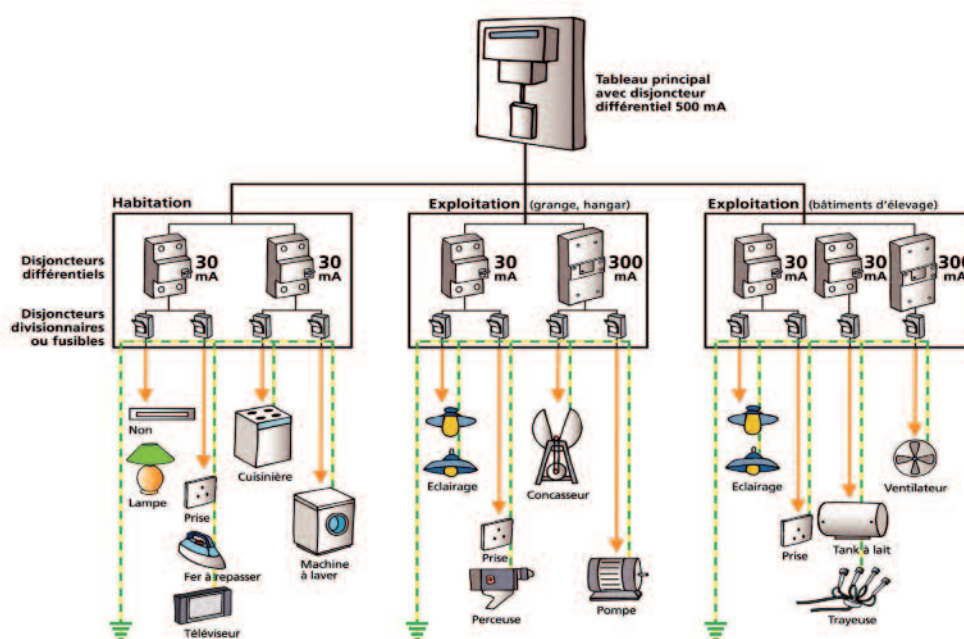 Tableau principal
avec disjoncteur
différentiel 500 mA
Habitation
Exploitation (grange, hangar)
Exploitation (bâtiments d'élevage)
Disjoncteurs
différentiels
30
mA
30
mA
30
mA
300
mA
30
mA
30
mA
300
mA
Disjoncteurs
divisionnaires
ou fusibles
Non
Lampe
Prise
Fer à repasser
Téléviseur
Cuisinière
Machine
à laver
Eclairage
Prise
Perceuse
Concasseur
Pompe
Eclairage
Prise
Tank à lait
Trayeuse
Ventilateur